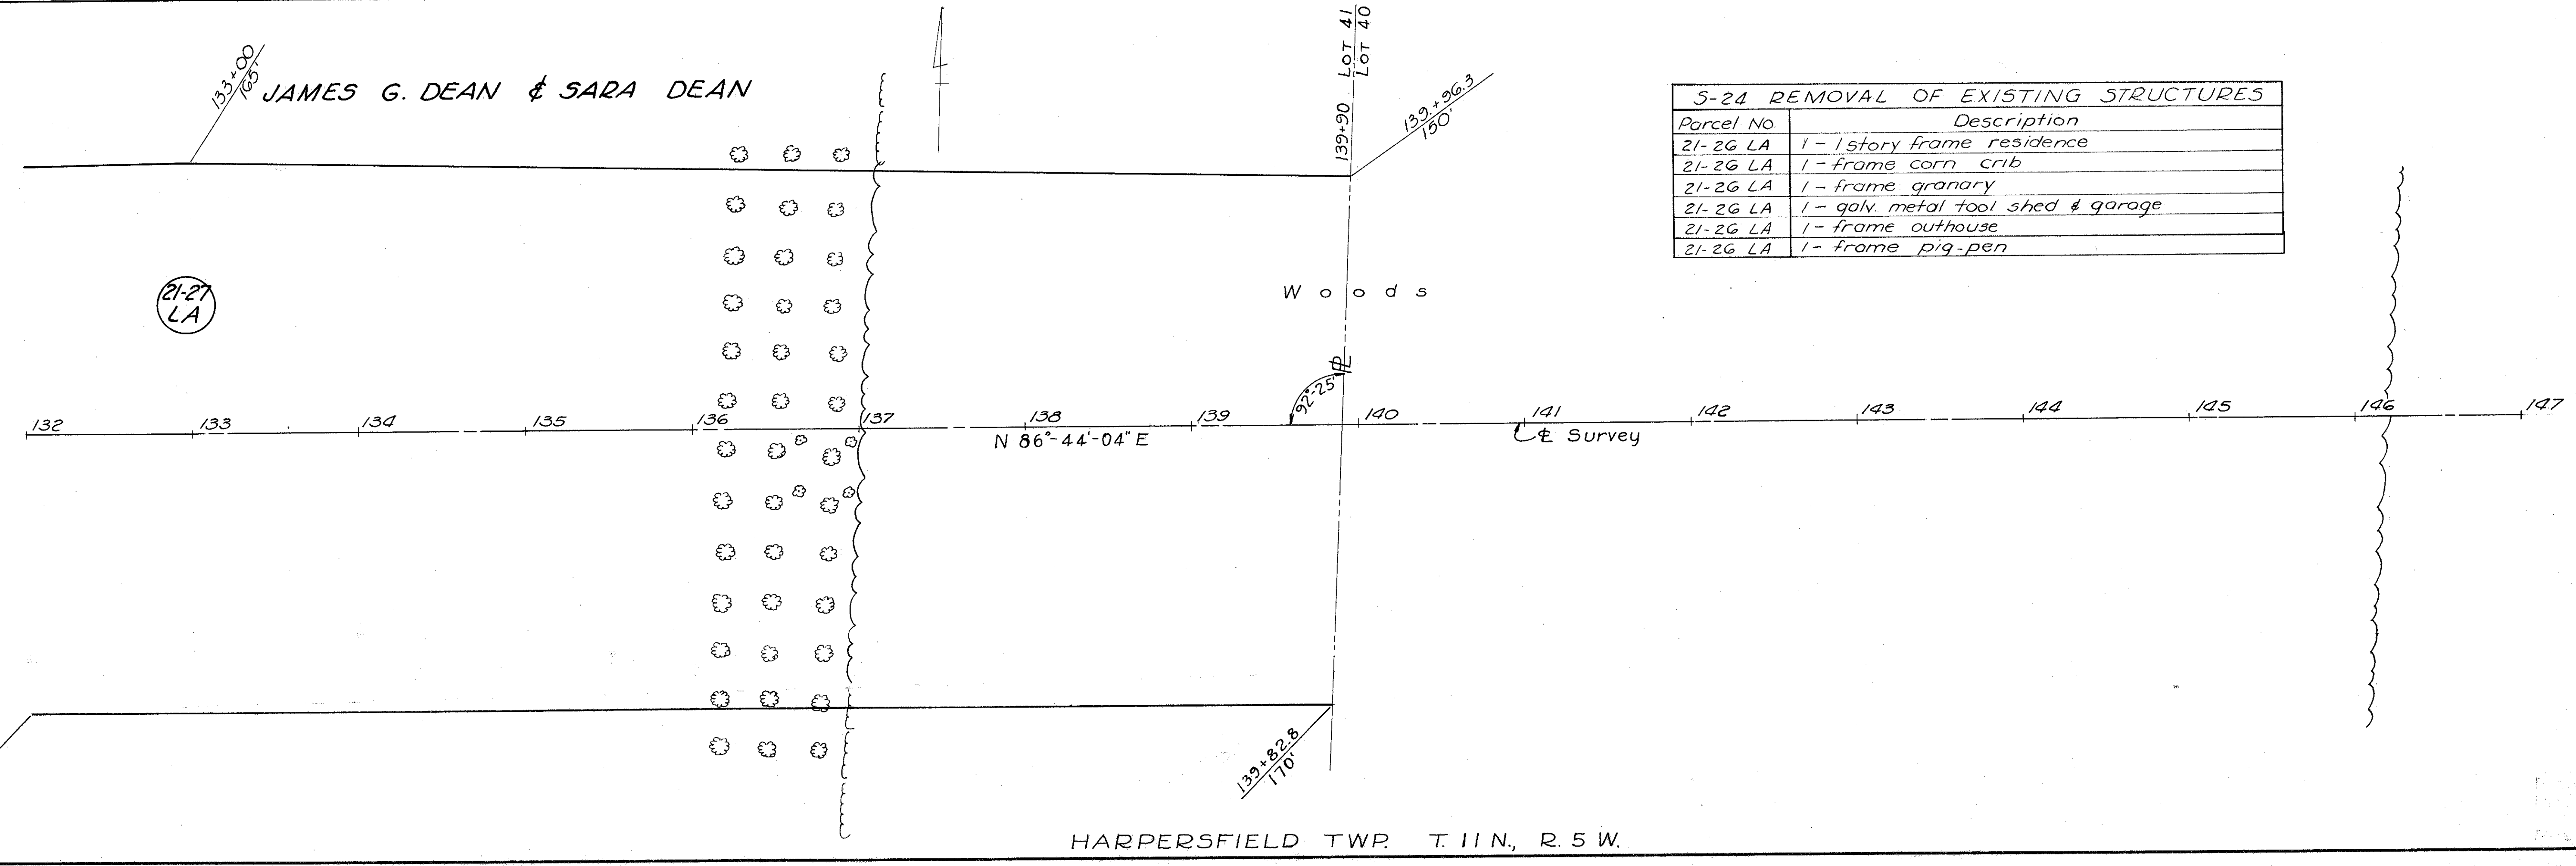 133+00
165'
JAMES G. DEAN & SARA DEAN
139+90
LOT 41
LOT 40
139.+96.3
150'
S-24 REMOVAL OF EXISTING STRUCTURES
Parcel No. Description
21-26 LA 1 - 1 story frame residence
21-26 LA 1 - frame corn crib
21-26 LA 1 - frame granary
21-26 LA 1 - galv. metal tool shed & garage
21-26 LA 1 - frame outhouse
21-26 LA 1 - frame pig-pen
21-27
LA
Woods
PL
92°-25'
132 133 134 135 136 137 138 139 140 141 142 143 144 145 146 147
N 86°-44'-04" E
℄ Survey
139+82.8
170'
HARPERSFIELD TWP. T. 11 N., R. 5 W.